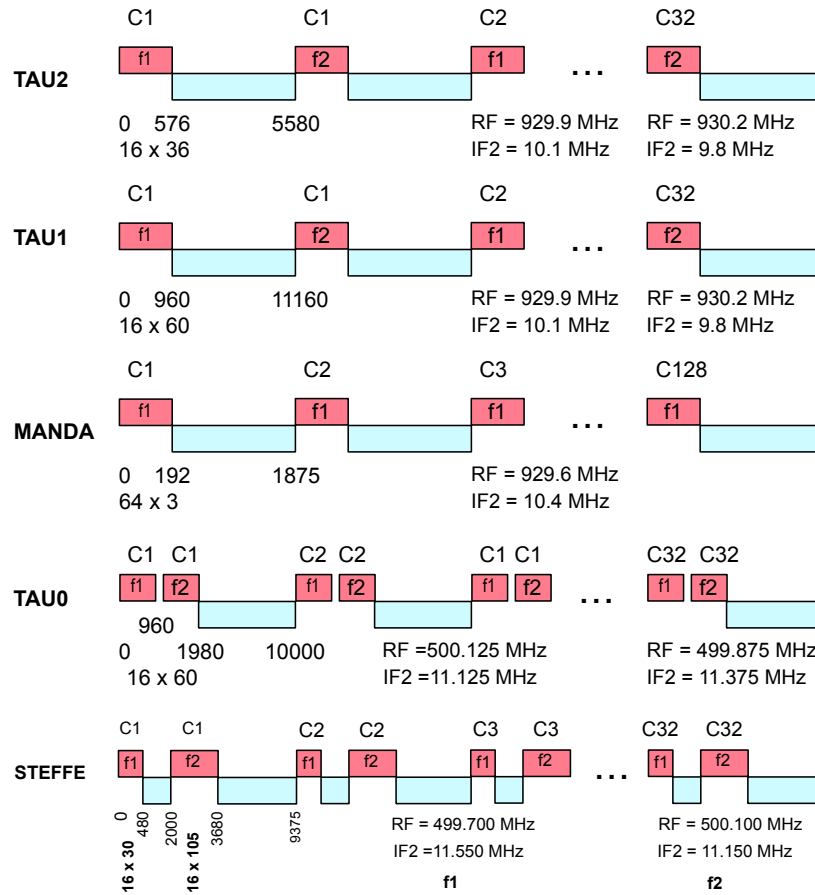 C1 C1 C2 C32
TAU2 f1 f2 f1 ... f2
0 576 5580 RF = 929.9 MHz RF = 930.2 MHz
16 x 36 IF2 = 10.1 MHz IF2 = 9.8 MHz
C1 C1 C2 C32
TAU1 f1 f2 f1 ... f2
0 960 11160 RF = 929.9 MHz RF = 930.2 MHz
16 x 60 IF2 = 10.1 MHz IF2 = 9.8 MHz
C1 C2 C3 C128
MANDA f1 f1 f1 ... f1
0 192 1875 RF = 929.6 MHz
64 x 3 IF2 = 10.4 MHz
C1 C1 C2 C2 C1 C1 C32 C32
TAU0 f1 f2 f1 f2 f1 f2 ... f1 f2
960
0 1980 10000 RF =500.125 MHz RF = 499.875 MHz
16 x 60 IF2 =11.125 MHz IF2 = 11.375 MHz
C1 C1 C2 C2 C3 C3 C32 C32
STEFFE f1 f2 f1 f2 f1 f2 ... f1 f2
0 480 2000 3680 9375 RF = 499.700 MHz RF = 500.100 MHz
16 x 30 16 x 105 IF2 =11.550 MHz IF2 = 11.150 MHz
f1 f2